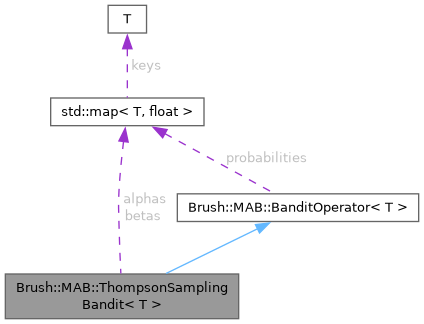 T
keys
std::map< T, float >
probabilities
alphas
betas
Brush::MAB::BanditOperator< T >
Brush::MAB::ThompsonSampling
Bandit< T >